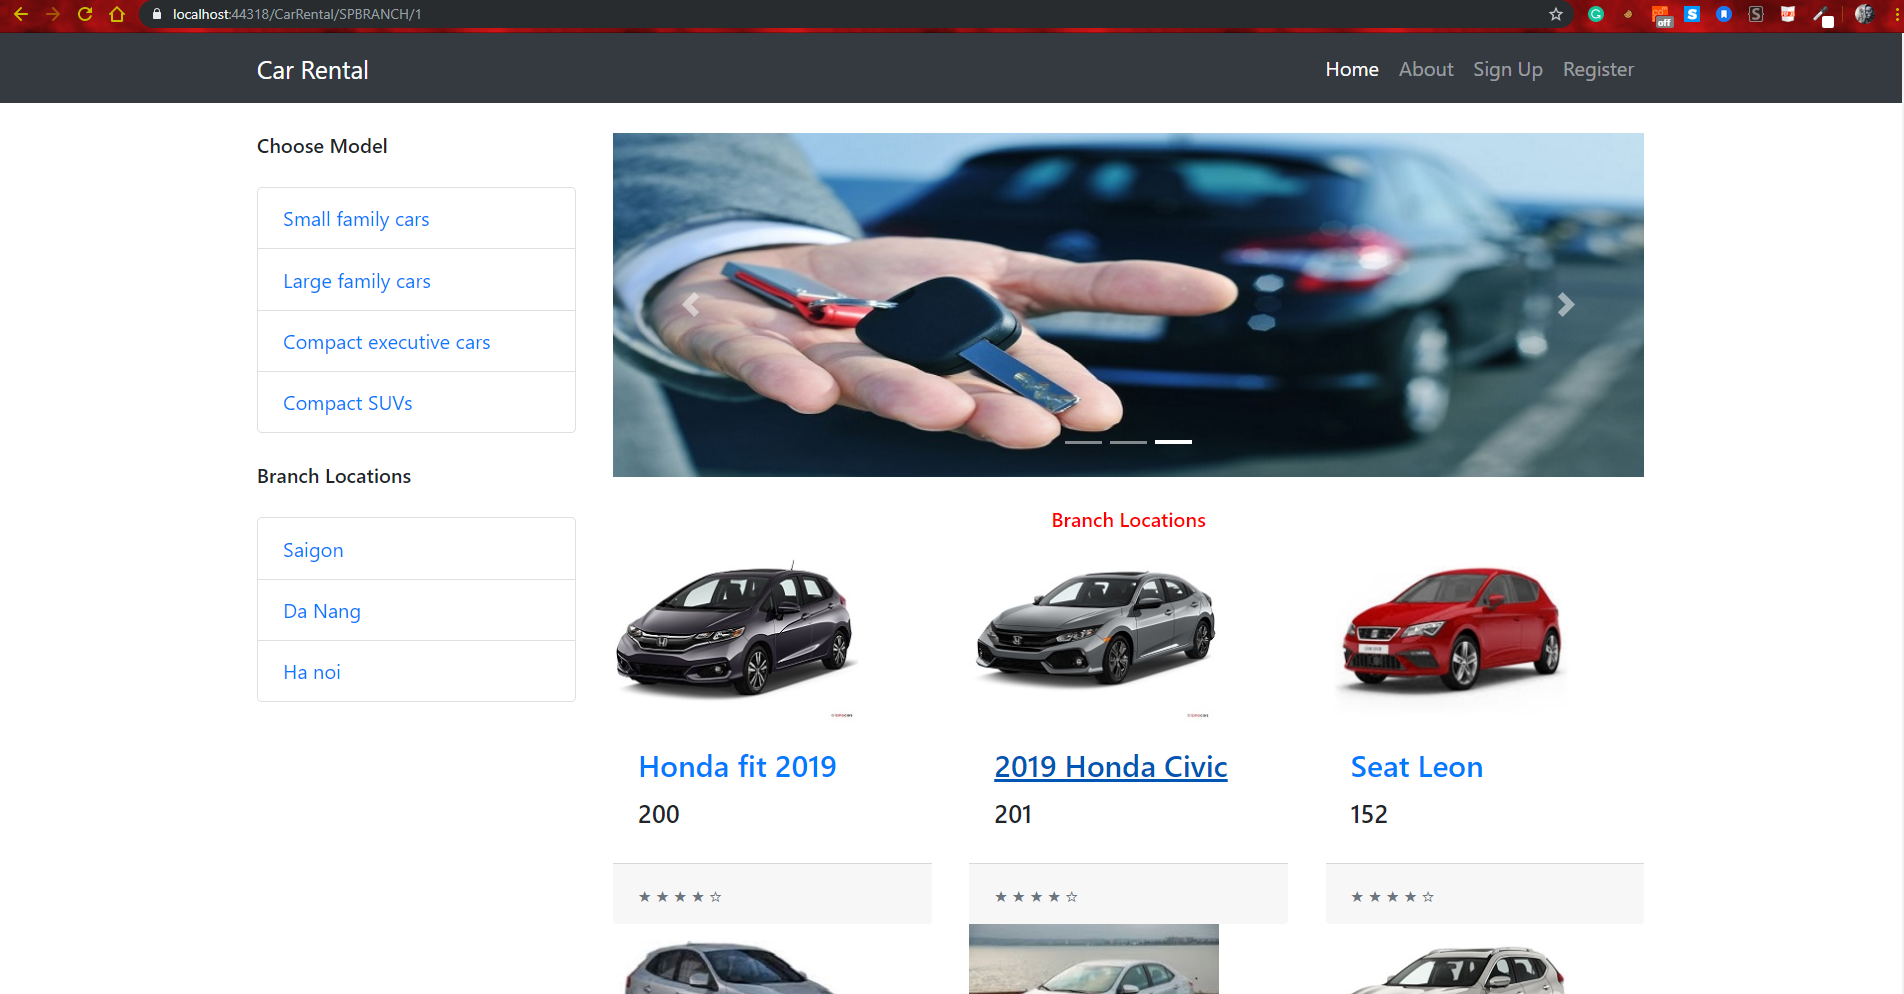 localhost:44318/CarRental/SPBRANCH/1
off
Car Rental
Home About Sign Up Register
Choose Model
Small family cars
Large family cars
Compact executive cars
Compact SUVs
Branch Locations
Saigon
Da Nang
Ha noi
Branch Locations
Honda fit 2019
200
★ ★ ★ ★ ☆
2019 Honda Civic
201
★ ★ ★ ★ ☆
Seat Leon
152
★ ★ ★ ★ ☆